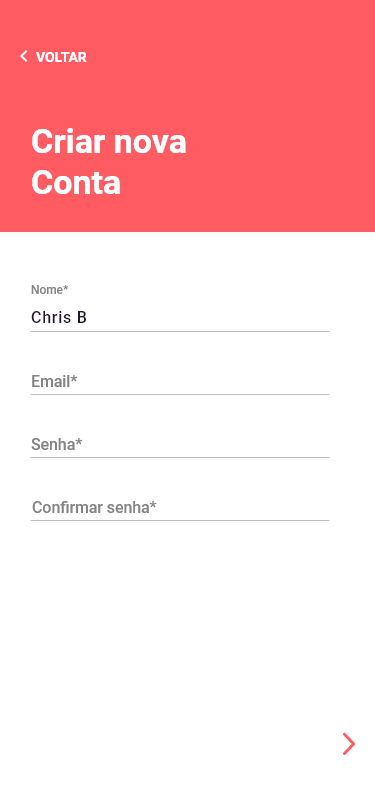 VOLTAR
Criar nova
Conta
Nome*
Chris B
Email*
Senha*
Confirmar senha*